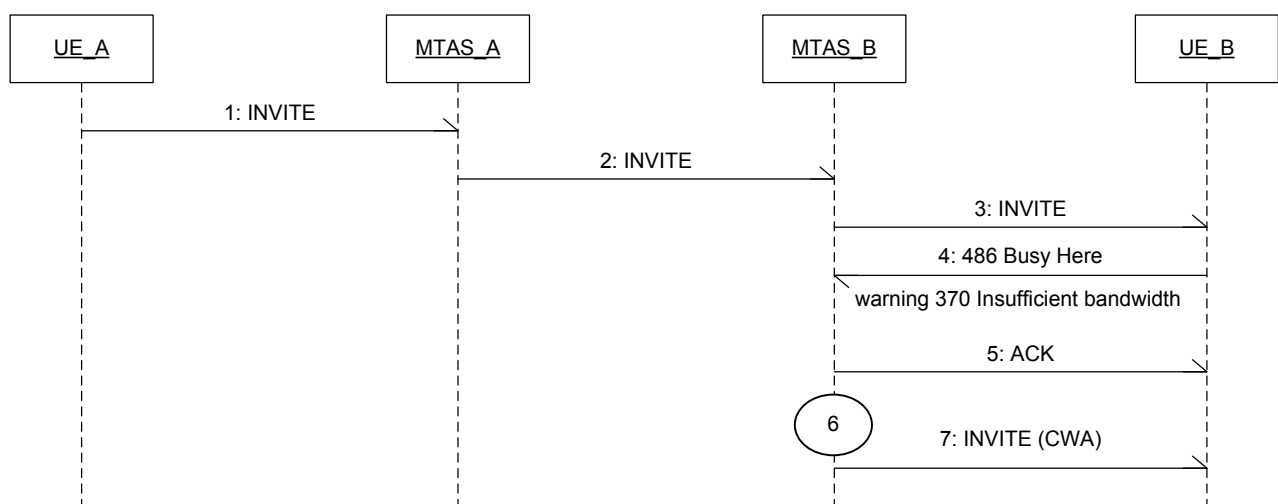 UE_A
MTAS_A
MTAS_B
UE_B
1: INVITE
2: INVITE
3: INVITE
4: 486 Busy Here
warning 370 Insufficient bandwidth
5: ACK
6
7: INVITE (CWA)